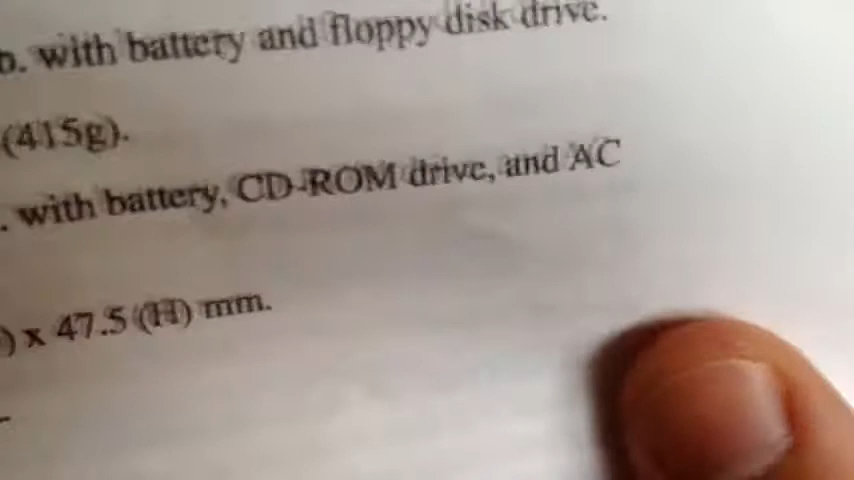 b. with battery and floppy disk drive.
(415g).
. with battery, CD-ROM drive, and AC
) x 47.5 (H) mm.